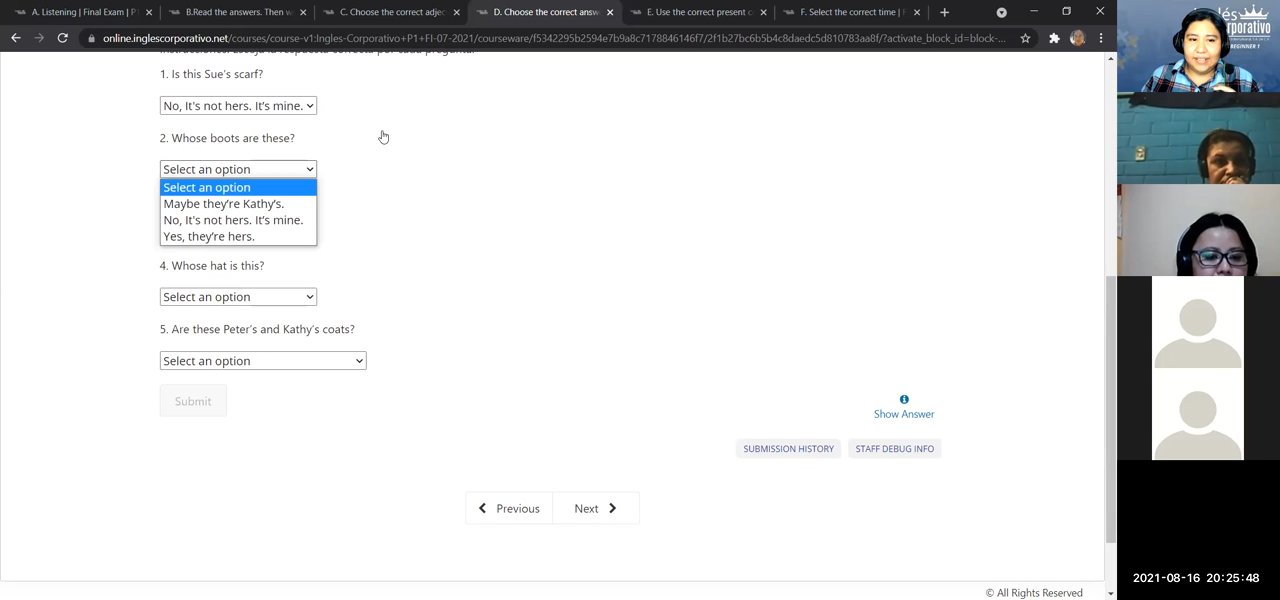 A. Listening | Final Exam | P
B.Read the answers. Then w
C. Choose the correct adjec
D. Choose the correct answ
E. Use the correct present c
F. Select the correct time | F
online.inglescorporativo.net/courses/course-v1:Ingles-Corporativo+P1+FI-07-2021/courseware/f5342295b2594e7b9a8c7178846146f7/2f1b27bc6b5b4c8daedc5d810783aa8f/?activate_block_id=block-...
1. Is this Sue's scarf?
No, It's not hers. It's mine.
2. Whose boots are these?
Select an option
Select an option
Maybe they're Kathy's.
No, It's not hers. It's mine.
Yes, they're hers.
4. Whose hat is this?
Select an option
5. Are these Peter's and Kathy's coats?
Select an option
Submit
Show Answer
SUBMISSION HISTORY
STAFF DEBUG INFO
Previous
Next
© All Rights Reserved
BEGINNER 1
2021-08-16 20:25:48